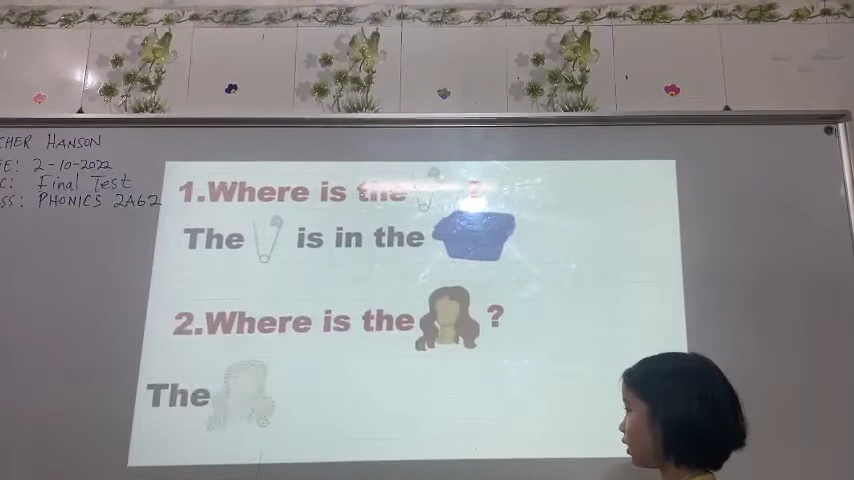 CHER HANSON
E: 2-10-2022
C: Final Test
SS: PHONICS 2A62
1.Where is the ?
The is in the
2.Where is the ?
The